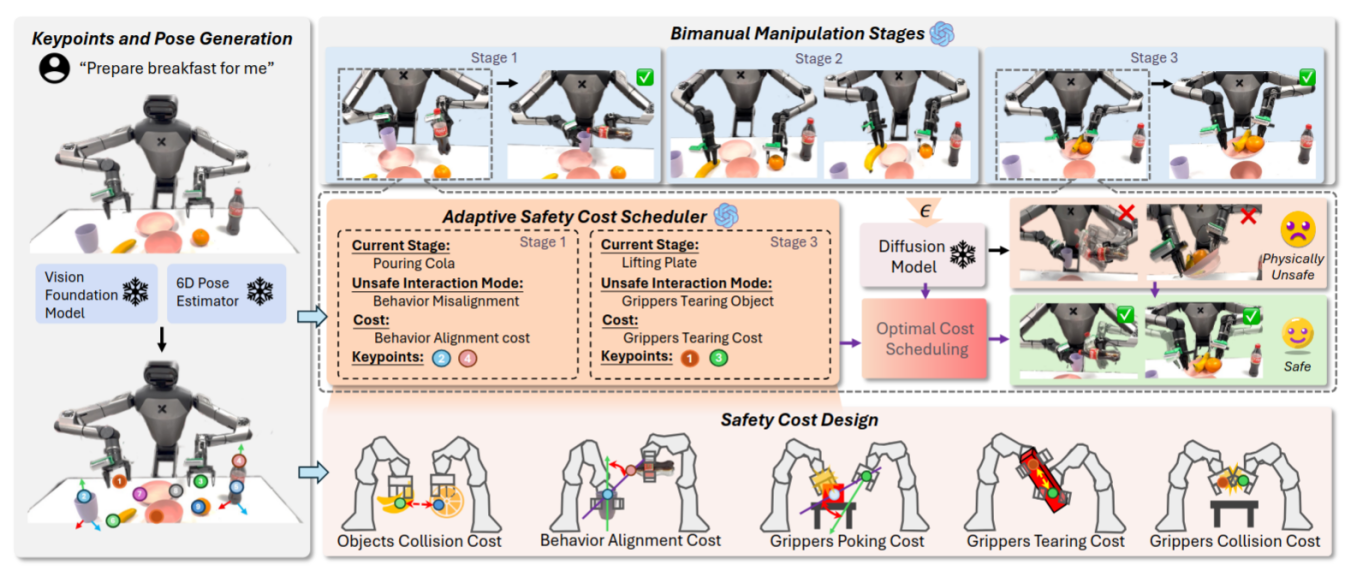 Keypoints and Pose Generation
“Prepare breakfast for me”
Vision
Foundation
Model
6D Pose
Estimator
1
2
3
4
Bimanual Manipulation Stages
Stage 1
Stage 2
Stage 3
Adaptive Safety Cost Scheduler
Current Stage:
Stage 1
Pouring Cola
Unsafe Interaction Mode:
Behavior Misalignment
Cost:
Behavior Alignment cost
Keypoints: 2 4
Current Stage:
Stage 3
Lifting Plate
Unsafe Interaction Mode:
Grippers Tearing Object
Cost:
Grippers Tearing Cost
Keypoints: 1 3
ϵ
Diffusion
Model
Optimal Cost
Scheduling
Physically
Unsafe
Safe
Safety Cost Design
Objects Collision Cost
Behavior Alignment Cost
Grippers Poking Cost
Grippers Tearing Cost
Grippers Collision Cost